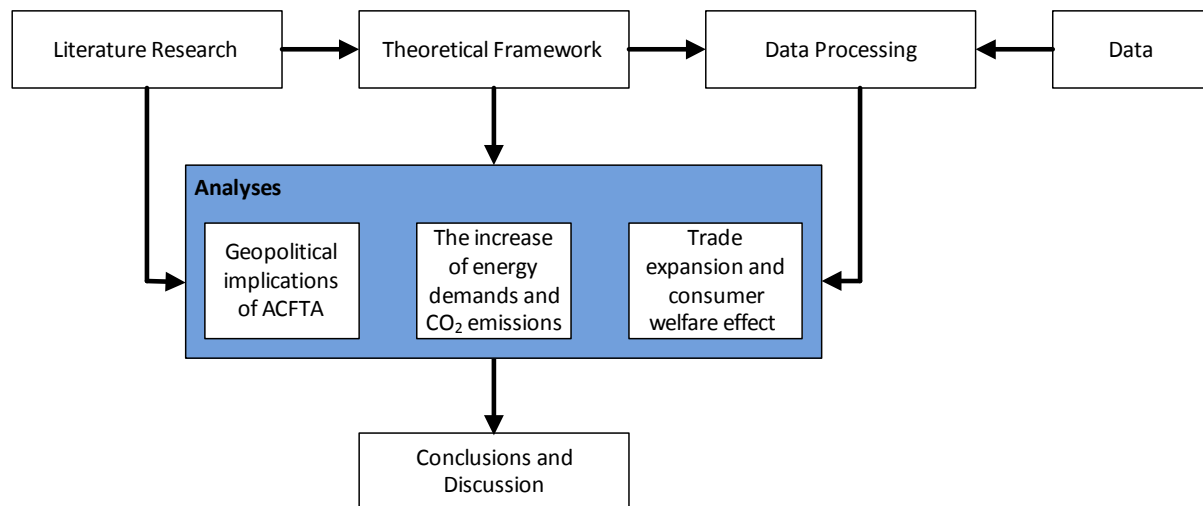 Literature Research
Theoretical Framework
Data Processing
Data
Analyses
Geopolitical
implications
of ACFTA
The increase
of energy
demands and
CO₂ emissions
Trade
expansion and
consumer
welfare effect
Conclusions and
Discussion